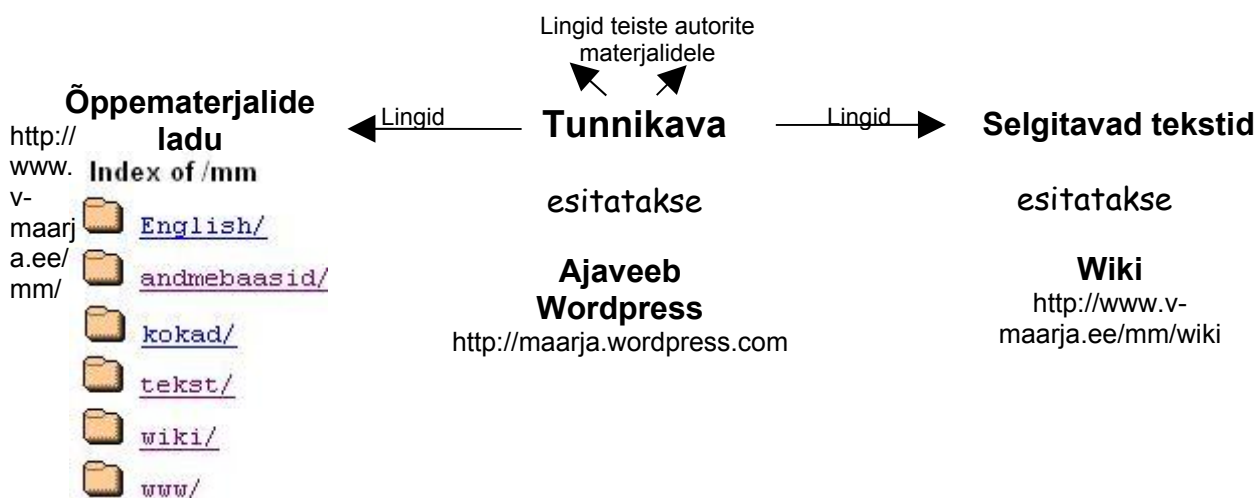 Lingid teiste autorite
materjalidele
Õppematerjalide
ladu
http://
www.
v-
maarj
a.ee/
mm/
Index of /mm
English/
andmebaasid/
kokad/
tekst/
wiki/
www/
Lingid
Tunnikava
esitatakse
Ajaveeb
Wordpress
http://maarja.wordpress.com
Lingid
Selgitavad tekstid
esitatakse
Wiki
http://www.v-
maarja.ee/mm/wiki